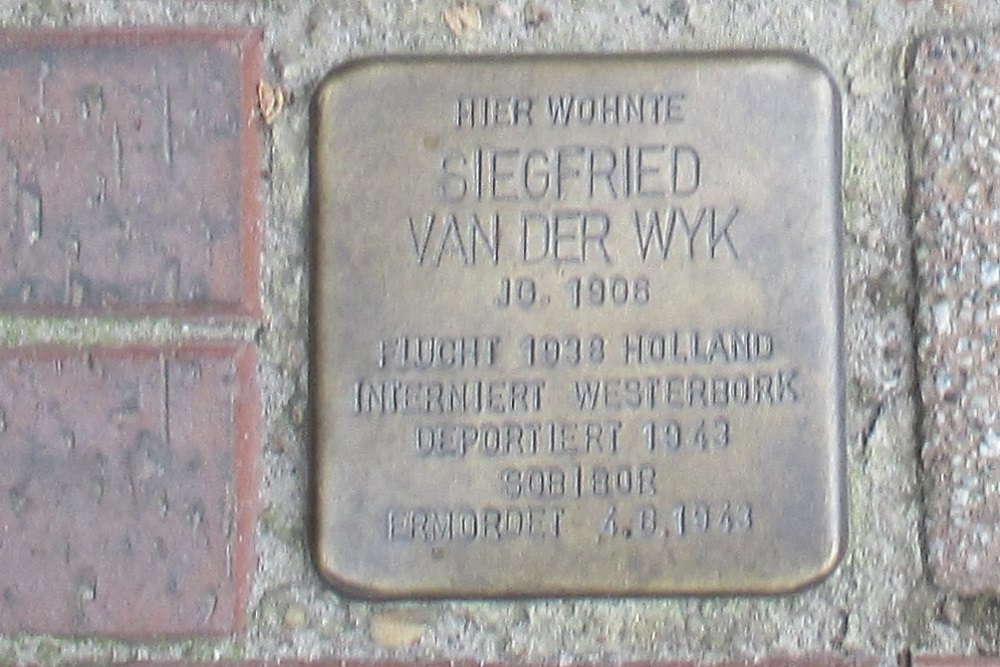 HIER WOHNTE
SIEGFRIED
VAN DER WYK
JG. 1908
FLUCHT 1938 HOLLAND
INTERNIERT WESTERBORK
DEPORTIERT 1943
SOBIBOR
ERMORDET 4.6.1943